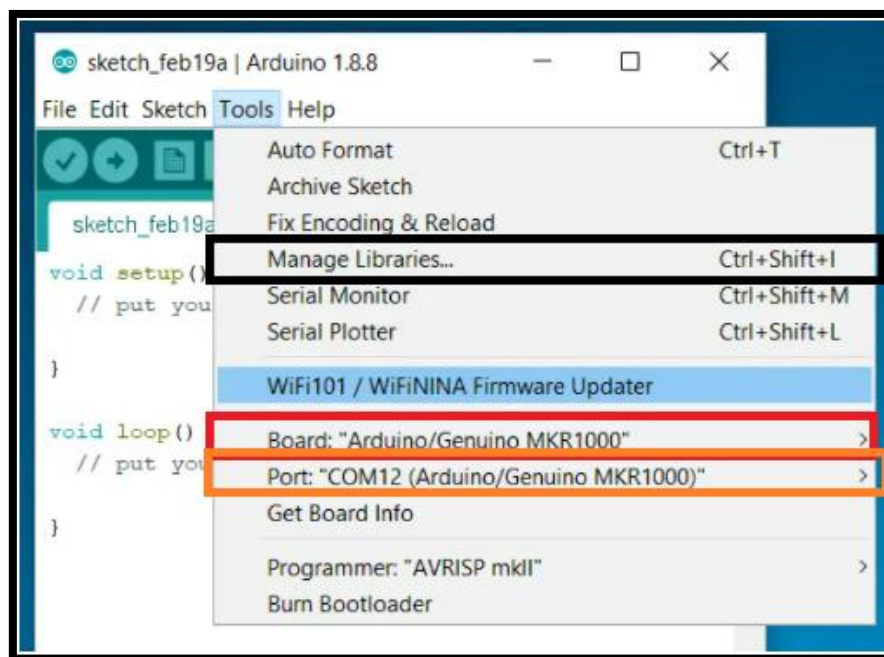 sketch_feb19a | Arduino 1.8.8
File Edit Sketch Tools Help
Auto Format Ctrl+T
Archive Sketch
sketch_feb19a Fix Encoding & Reload
void setup() Manage Libraries... Ctrl+Shift+I
// put you Serial Monitor Ctrl+Shift+M
Serial Plotter Ctrl+Shift+L
}
WiFi101 / WiFiNINA Firmware Updater
void loop() Board: "Arduino/Genuino MKR1000" >
// put you Port: "COM12 (Arduino/Genuino MKR1000)" >
Get Board Info
}
Programmer: "AVRISP mkII" >
Burn Bootloader